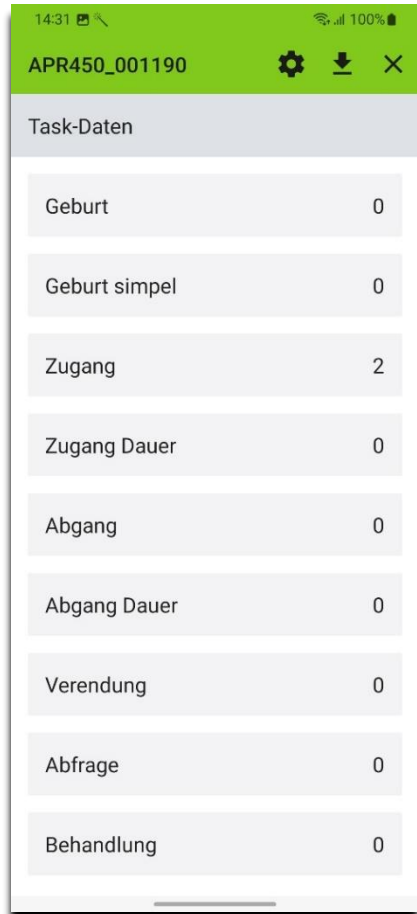 14:31 100%
APR450_001190
Task-Daten
Geburt 0
Geburt simpel 0
Zugang 2
Zugang Dauer 0
Abgang 0
Abgang Dauer 0
Verendung 0
Abfrage 0
Behandlung 0